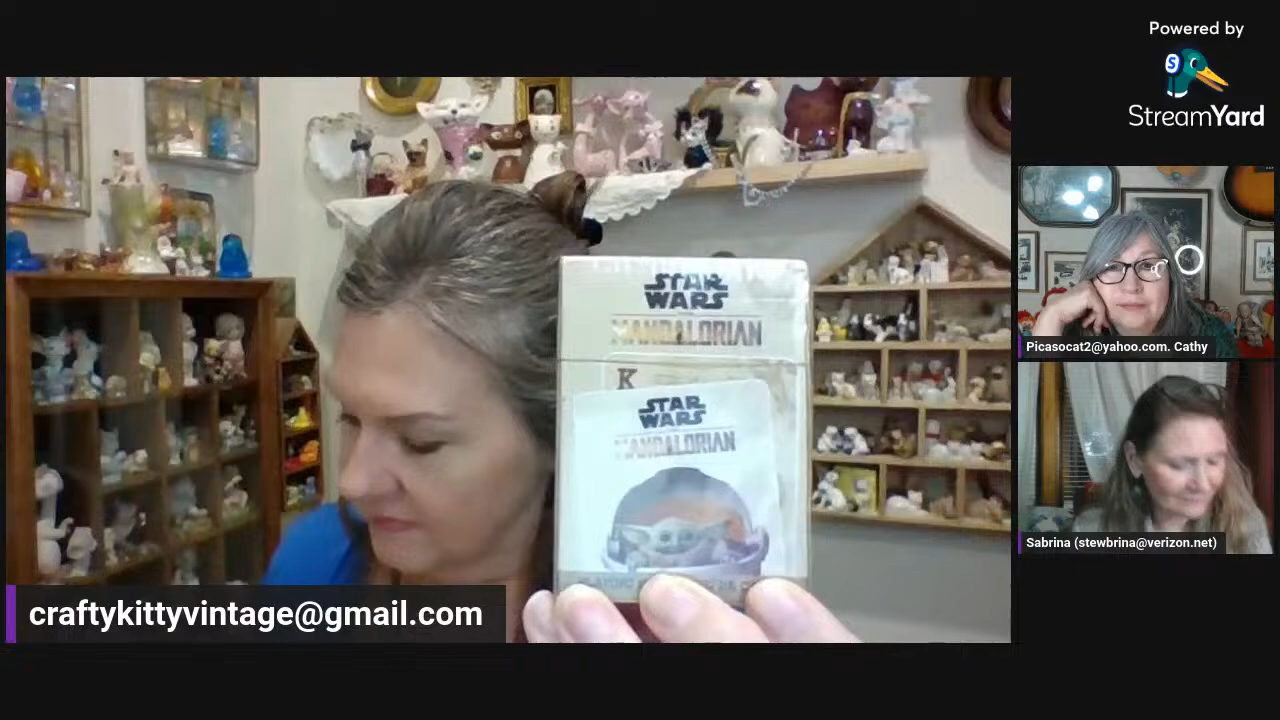 Powered by
StreamYard
STAR
WARS
MANDALORIAN
K
STAR
WARS
MANDALORIAN
PLAYING
craftykittyvintage@gmail.com
Picasocat2@yahoo.com. Cathy
Sabrina (stewbrina@verizon.net)